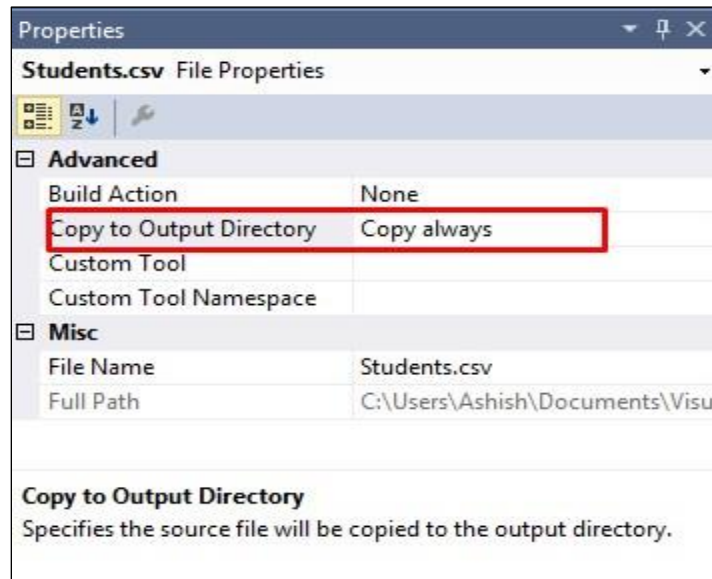 Properties
Students.csv File Properties
Advanced
Build Action None
Copy to Output Directory Copy always
Custom Tool
Custom Tool Namespace
Misc
File Name Students.csv
Full Path C:\Users\Ashish\Documents\Visu
Copy to Output Directory
Specifies the source file will be copied to the output directory.